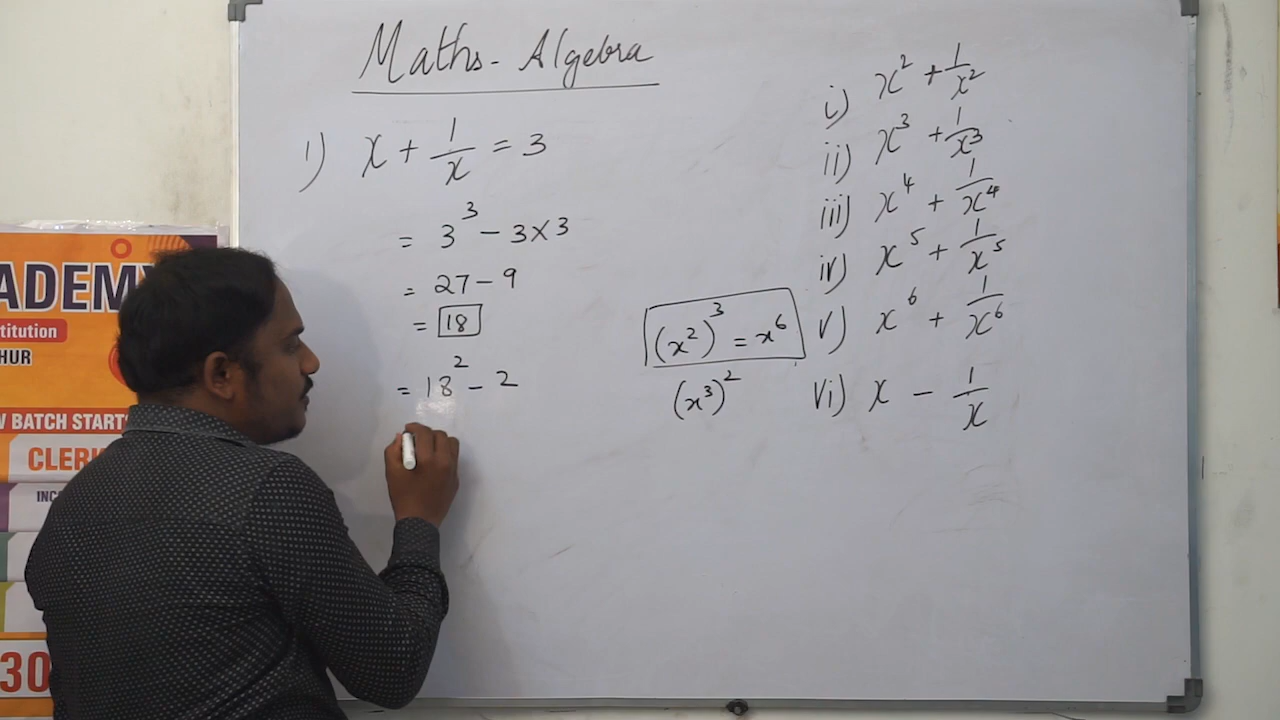 Maths - Algebra
1) x + 1/x = 3
= 3³ - 3×3
= 27 - 9
= 18
= 18² - 2
(x²)³ = x⁶
(x³)²
i) x² + 1/x²
ii) x³ + 1/x³
iii) x⁴ + 1/x⁴
iv) x⁵ + 1/x⁵
v) x⁶ + 1/x⁶
vi) x - 1/x
ADEMY
titution
HUR
W BATCH STARTS
CLER
INC
30